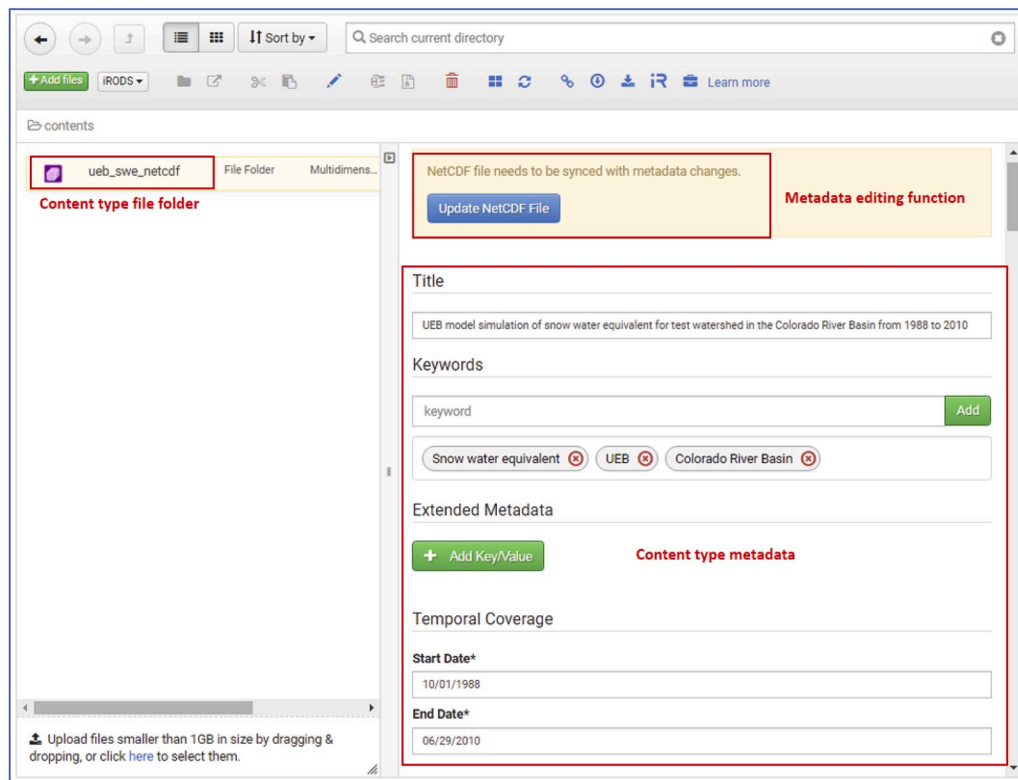 Sort by
Search current directory
Add files
iRODS
iR
Learn more
contents
ueb_swe_netcdf File Folder Multidimens...
Content type file folder
NetCDF file needs to be synced with metadata changes.
Update NetCDF File
Metadata editing function
Title
UEB model simulation of snow water equivalent for test watershed in the Colorado River Basin from 1988 to 2010
Keywords
keyword
Add
Snow water equivalent UEB Colorado River Basin
Extended Metadata
+ Add Key/Value
Content type metadata
Temporal Coverage
Start Date*
10/01/1988
End Date*
06/29/2010
Upload files smaller than 1GB in size by dragging &
dropping, or click here to select them.